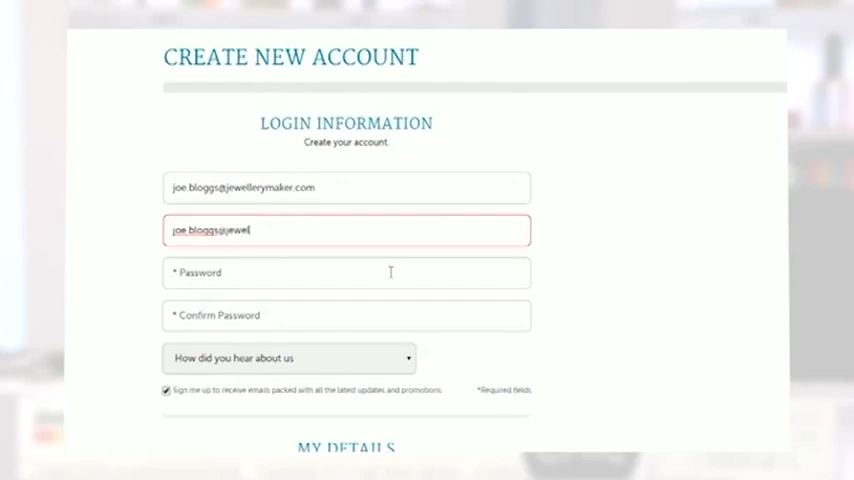 CREATE NEW ACCOUNT
LOGIN INFORMATION
Create your account.
joe.bloggs@jewellerymaker.com
joe.bloggs@jewel
* Password
* Confirm Password
How did you hear about us
Sign me up to receive emails packed with all the latest updates and promotions. *Required fields
MY DETAILS